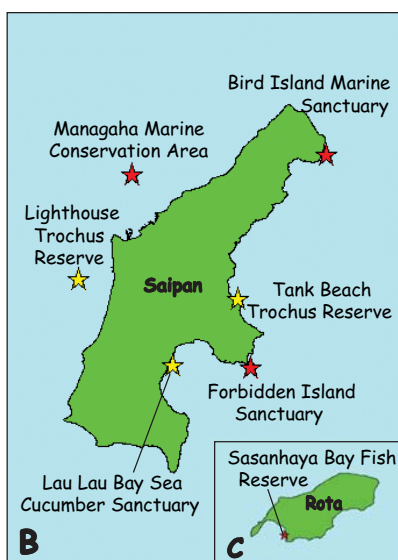 Bird Island Marine
Sanctuary
Managaha Marine
Conservation Area
Lighthouse
Trochus
Reserve
Saipan
Tank Beach
Trochus Reserve
Forbidden Island
Sanctuary
Lau Lau Bay Sea
Cucumber Sanctuary
B
Sasanhaya Bay Fish
Reserve
Rota
C